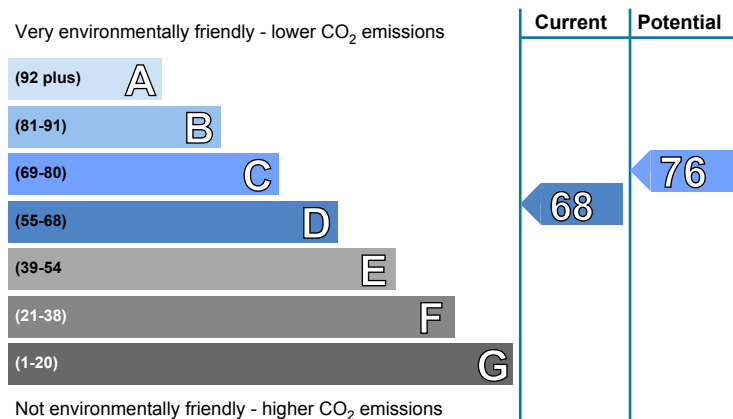 Very environmentally friendly - lower CO2 emissions
Current
Potential
(92 plus) A
(81-91) B
(69-80) C
(55-68) D
(39-54 E
(21-38) F
(1-20) G
68
76
Not environmentally friendly - higher CO2 emissions